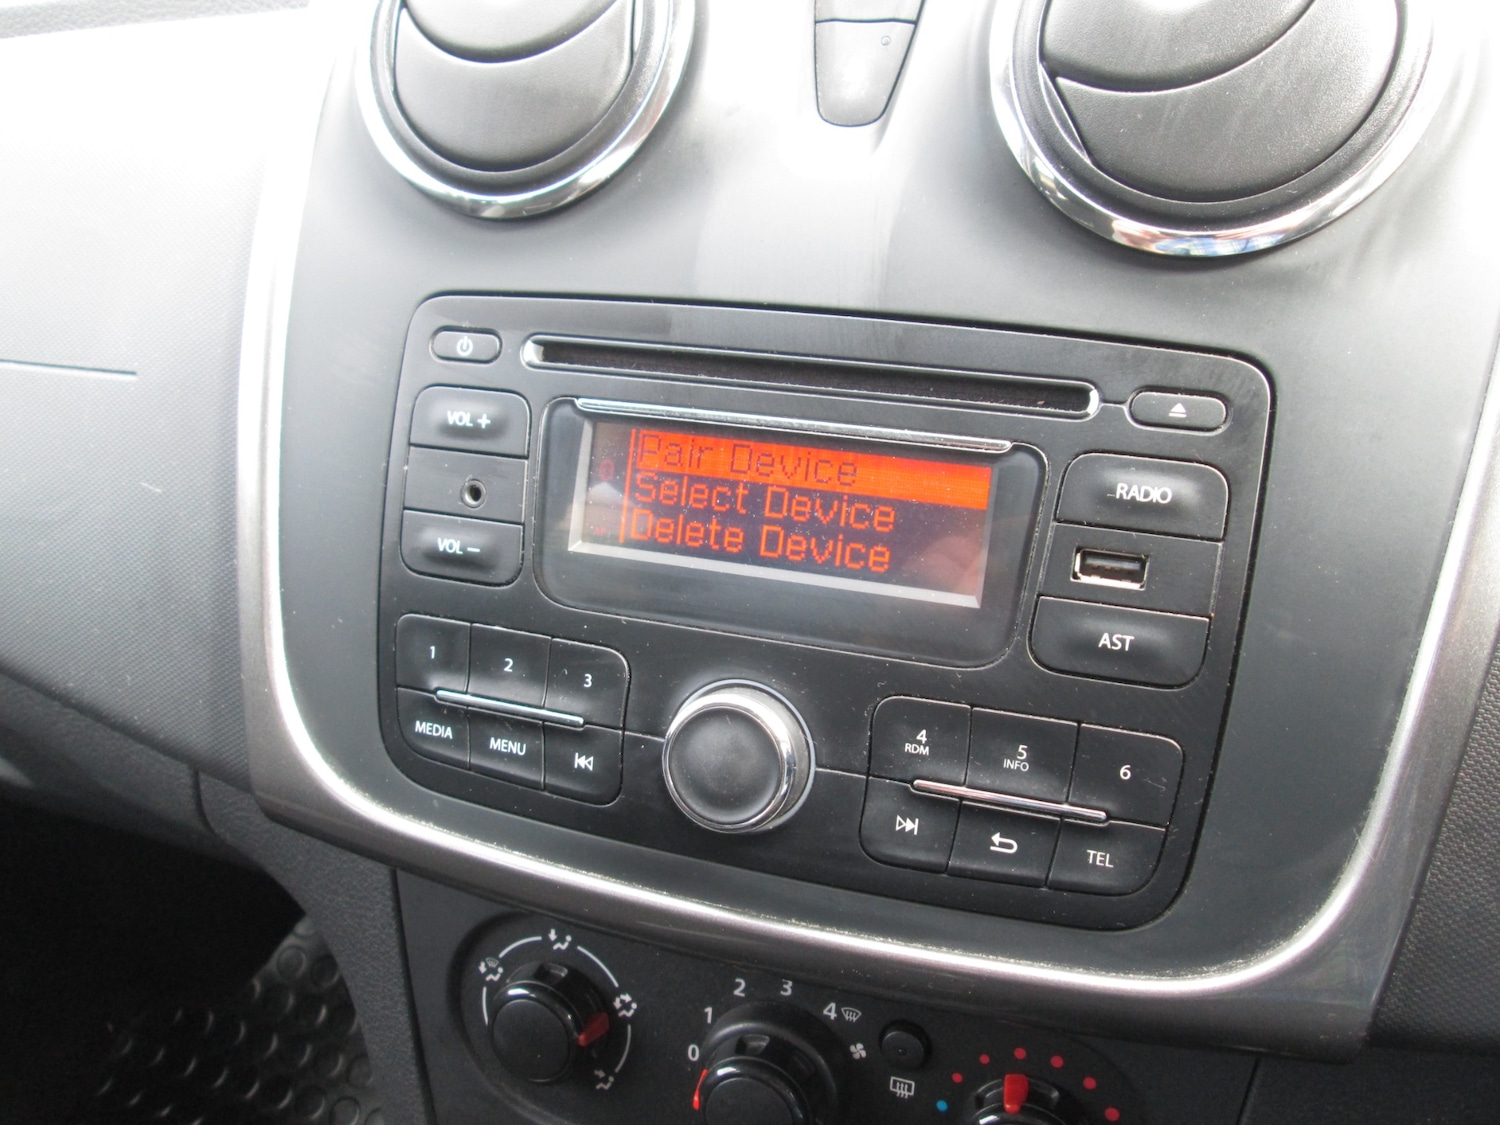 VOL +
Pair Device
Select Device
Delete Device
RADIO
VOL −
AST
1
2
3
MEDIA
MENU
4
RDM
5
INFO
6
TEL
0
1
2
3
4